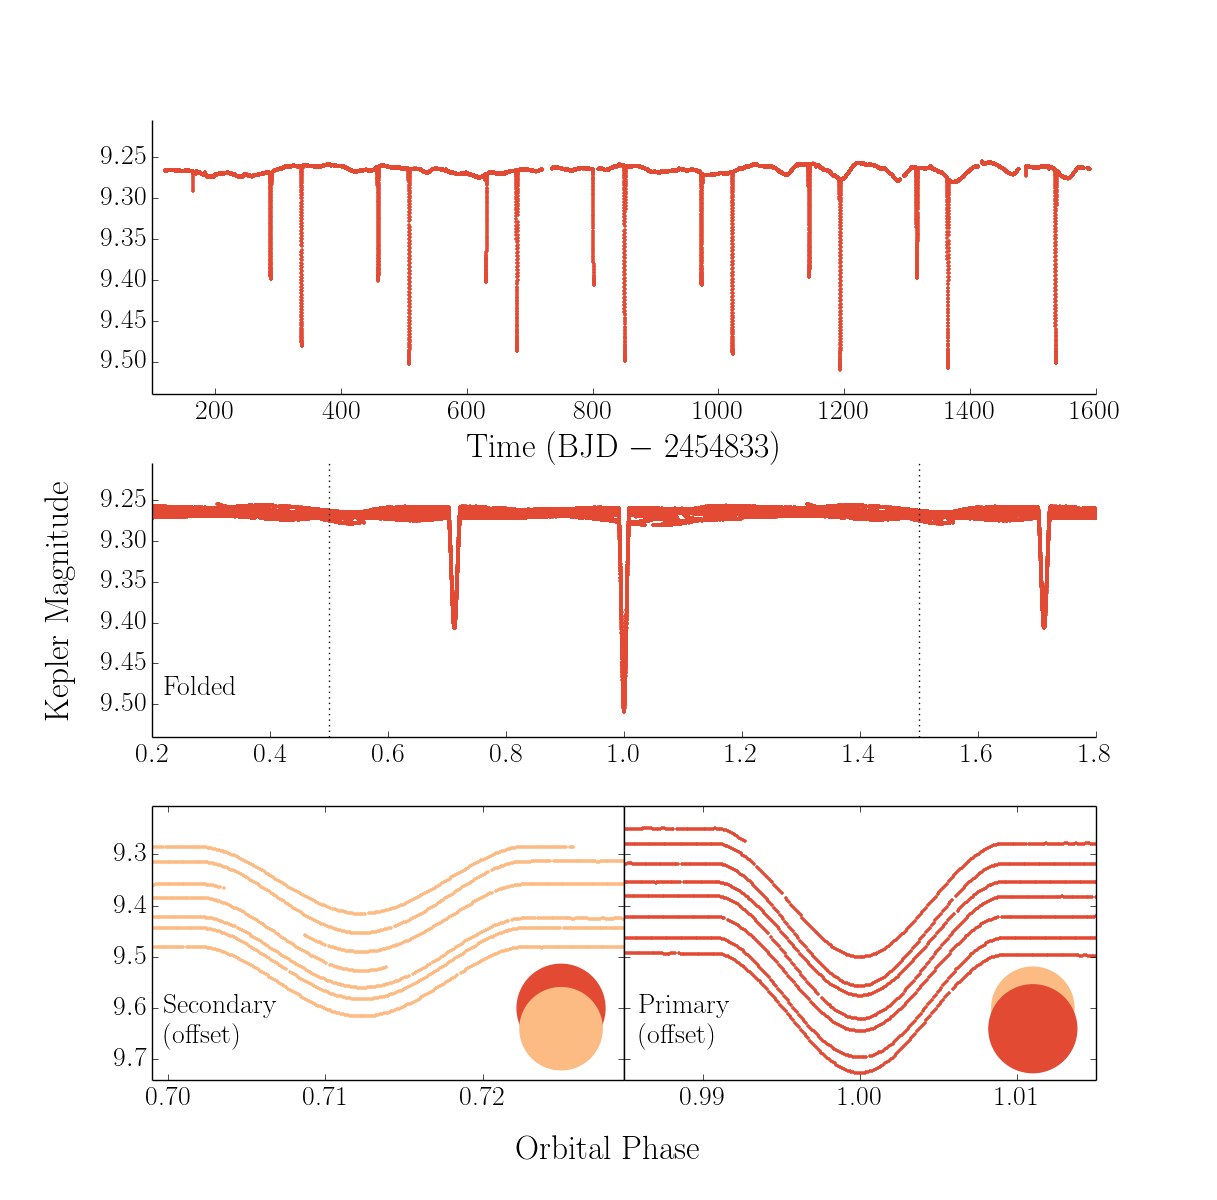 9.25
9.30
9.35
9.40
9.45
9.50
200 400 600 800 1000 1200 1400 1600
Time (BJD − 2454833)
Kepler Magnitude
9.25
9.30
9.35
9.40
9.45
9.50
Folded
0.2 0.4 0.6 0.8 1.0 1.2 1.4 1.6 1.8
9.3
9.4
9.5
9.6
9.7
Secondary
(offset)
Primary
(offset)
0.70 0.71 0.72 0.99 1.00 1.01
Orbital Phase